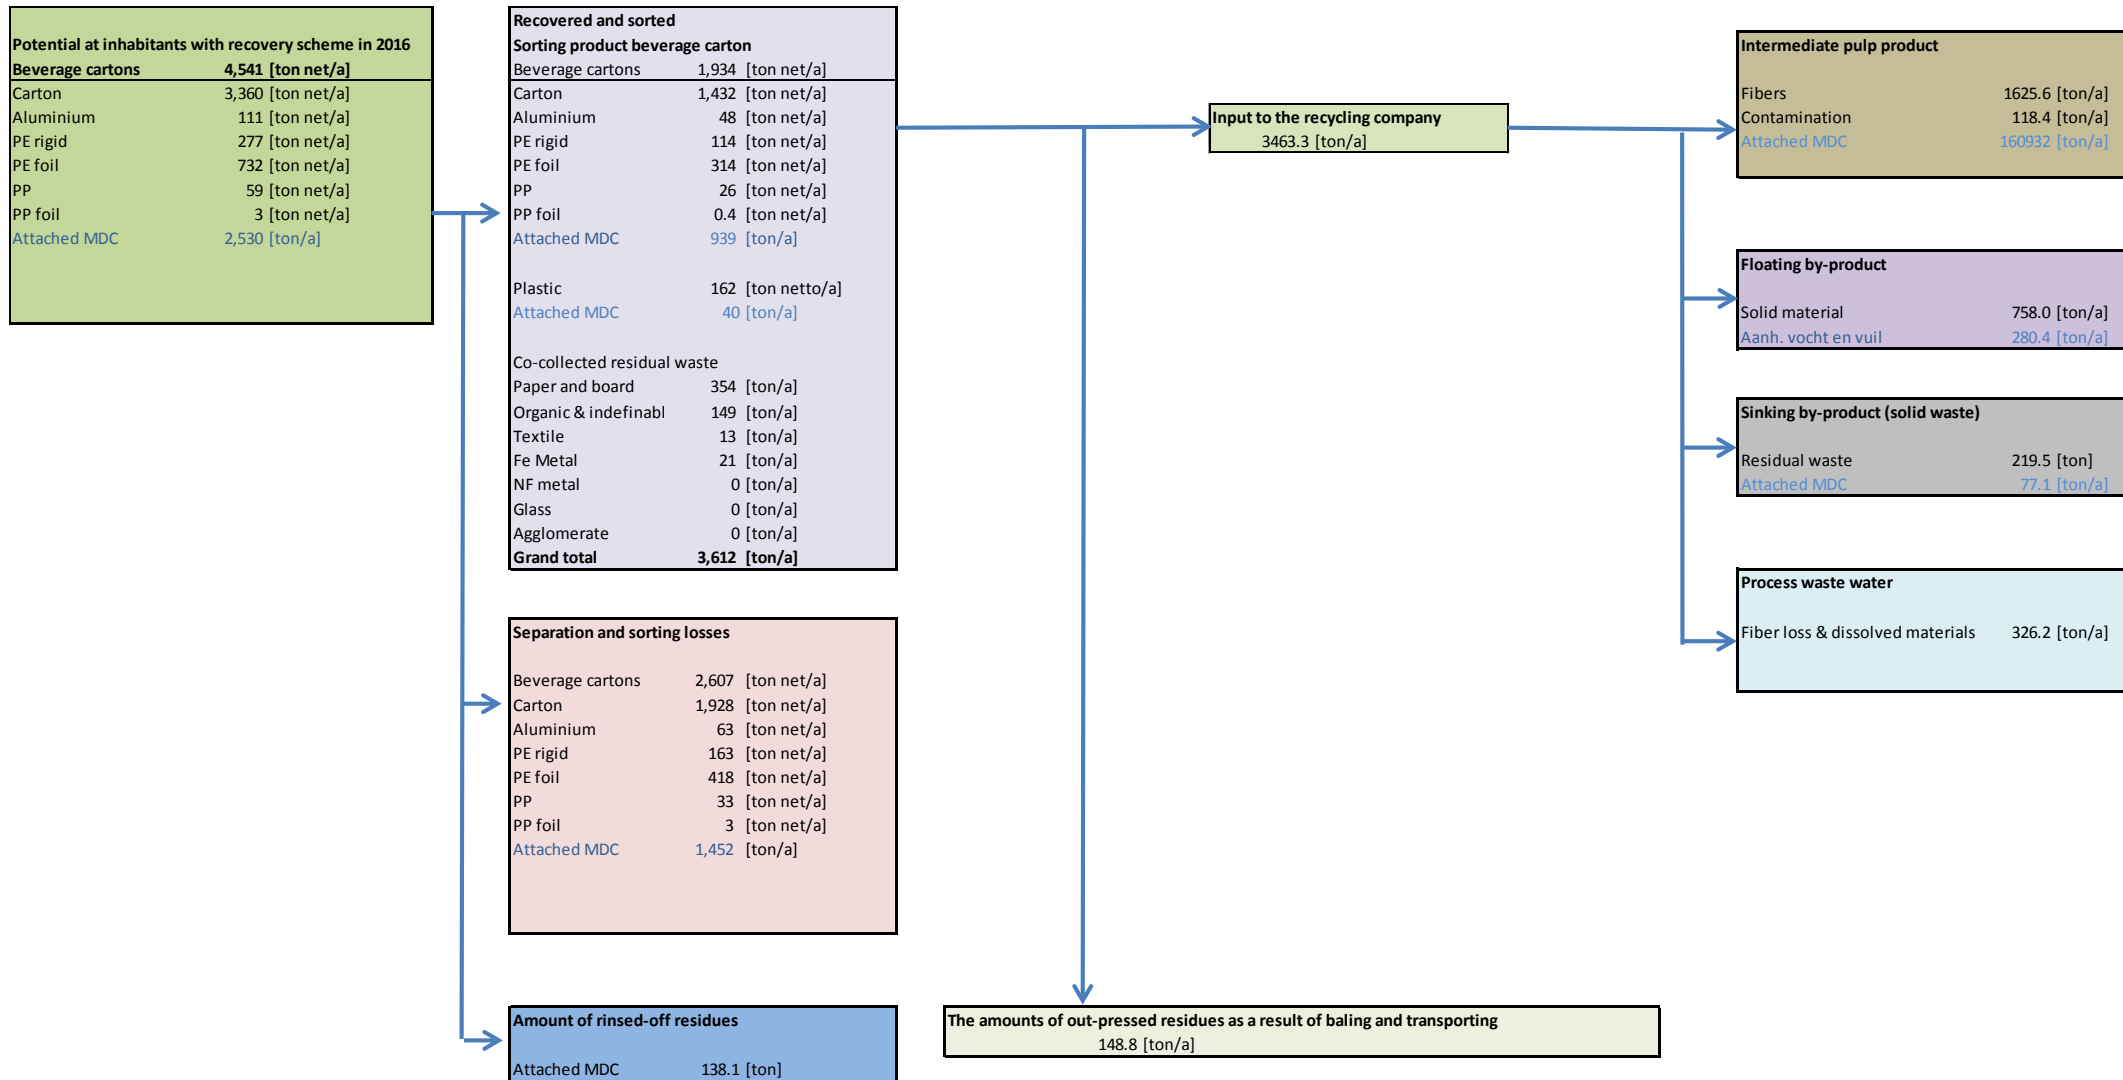 Potential at inhabitants with recovery scheme in 2016
Beverage cartons 4,541 [ton net/a]
Carton 3,360 [ton net/a]
Aluminium 111 [ton net/a]
PE rigid 277 [ton net/a]
PE foil 732 [ton net/a]
PP 59 [ton net/a]
PP foil 3 [ton net/a]
Attached MDC 2,530 [ton/a]
Recovered and sorted
Sorting product beverage carton
Beverage cartons 1,934 [ton net/a]
Carton 1,432 [ton net/a]
Aluminium 48 [ton net/a]
PE rigid 114 [ton net/a]
PE foil 314 [ton net/a]
PP 26 [ton net/a]
PP foil 0.4 [ton net/a]
Attached MDC 939 [ton/a]
Plastic 162 [ton netto/a]
Attached MDC 40 [ton/a]
Co-collected residual waste
Paper and board 354 [ton/a]
Organic & indefinabl 149 [ton/a]
Textile 13 [ton/a]
Fe Metal 21 [ton/a]
NF metal 0 [ton/a]
Glass 0 [ton/a]
Agglomerate 0 [ton/a]
Grand total 3,612 [ton/a]
Separation and sorting losses
Beverage cartons 2,607 [ton net/a]
Carton 1,928 [ton net/a]
Aluminium 63 [ton net/a]
PE rigid 163 [ton net/a]
PE foil 418 [ton net/a]
PP 33 [ton net/a]
PP foil 3 [ton net/a]
Attached MDC 1,452 [ton/a]
Amount of rinsed-off residues
Attached MDC 138.1 [ton]
The amounts of out-pressed residues as a result of baling and transporting
148.8 [ton/a]
Input to the recycling company
3463.3 [ton/a]
Intermediate pulp product
Fibers 1625.6 [ton/a]
Contamination 118.4 [ton/a]
Attached MDC 160932 [ton/a]
Floating by-product
Solid material 758.0 [ton/a]
Aanh. vocht en vuil 280.4 [ton/a]
Sinking by-product (solid waste)
Residual waste 219.5 [ton]
Attached MDC 77.1 [ton/a]
Process waste water
Fiber loss & dissolved materials 326.2 [ton/a]